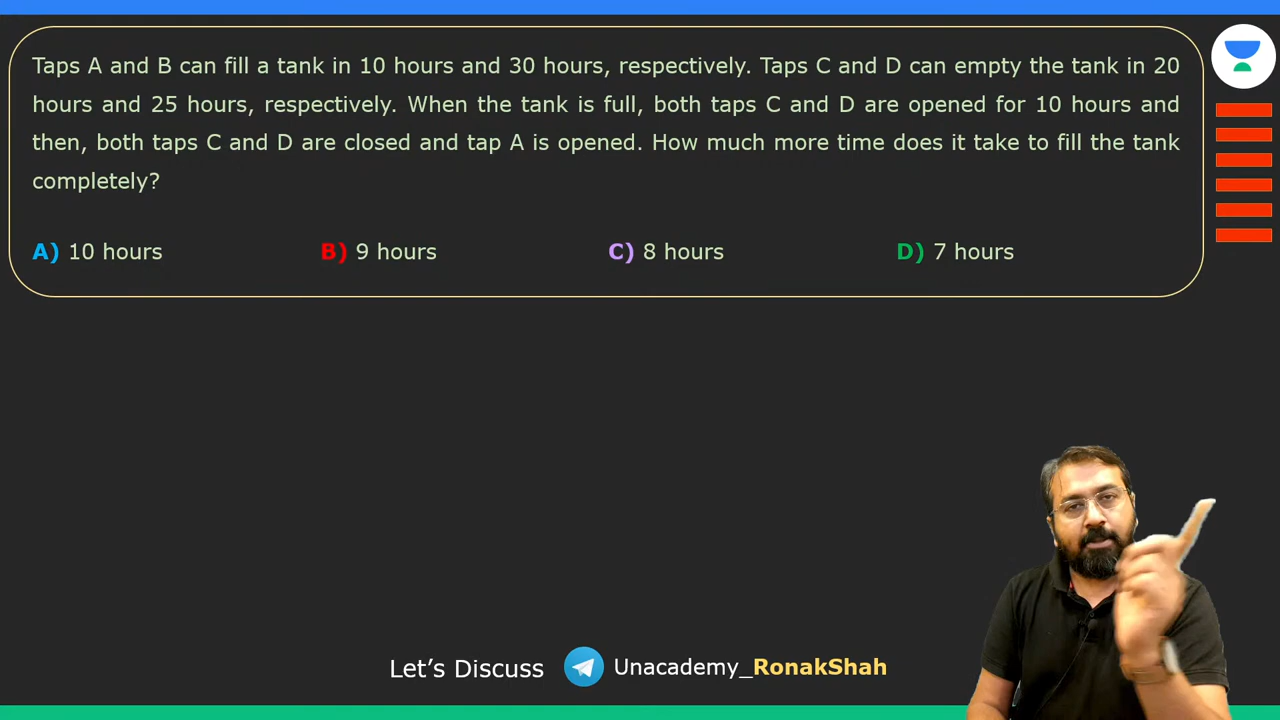 Taps A and B can fill a tank in 10 hours and 30 hours, respectively. Taps C and D can empty the tank in 20
hours and 25 hours, respectively. When the tank is full, both taps C and D are opened for 10 hours and
then, both taps C and D are closed and tap A is opened. How much more time does it take to fill the tank
completely?
A) 10 hours B) 9 hours C) 8 hours D) 7 hours
Let’s Discuss Unacademy_RonakShah